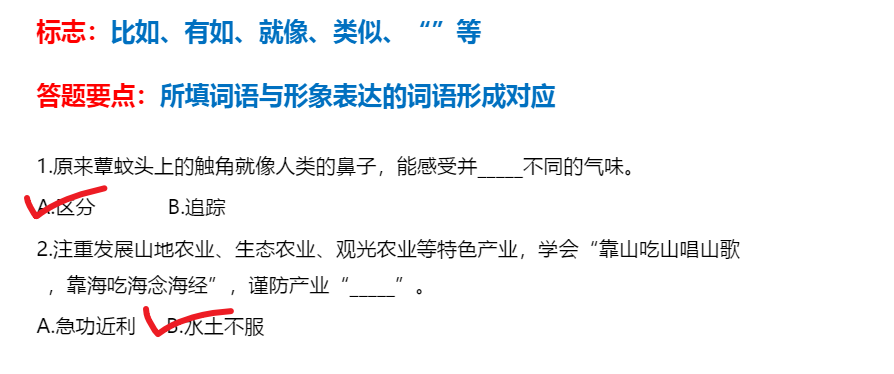 标志：比如、有如、就像、类似、“”等
答题要点：所填词语与形象表达的词语形成对应
1.原来蕈蚊头上的触角就像人类的鼻子，能感受并_____不同的气味。
A.区分 B.追踪
2.注重发展山地农业、生态农业、观光农业等特色产业，学会“靠山吃山唱山歌
，靠海吃海念海经”，谨防产业“_____”。
A.急功近利 B.水土不服